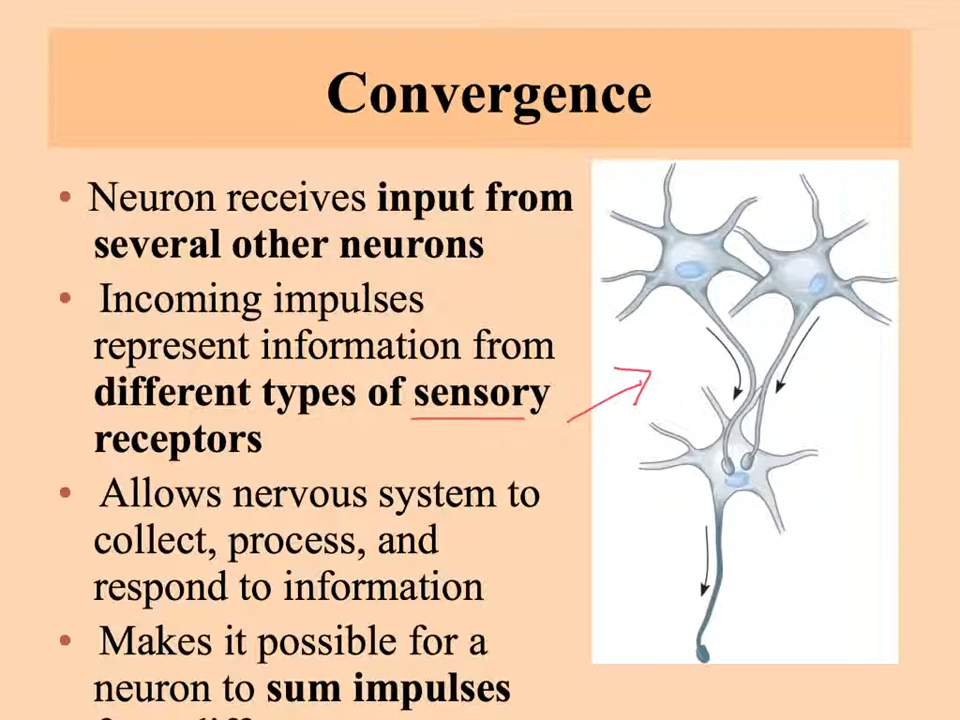 Convergence
• Neuron receives input from
several other neurons
• Incoming impulses
represent information from
different types of sensory
receptors
• Allows nervous system to
collect, process, and
respond to information
• Makes it possible for a
neuron to sum impulses